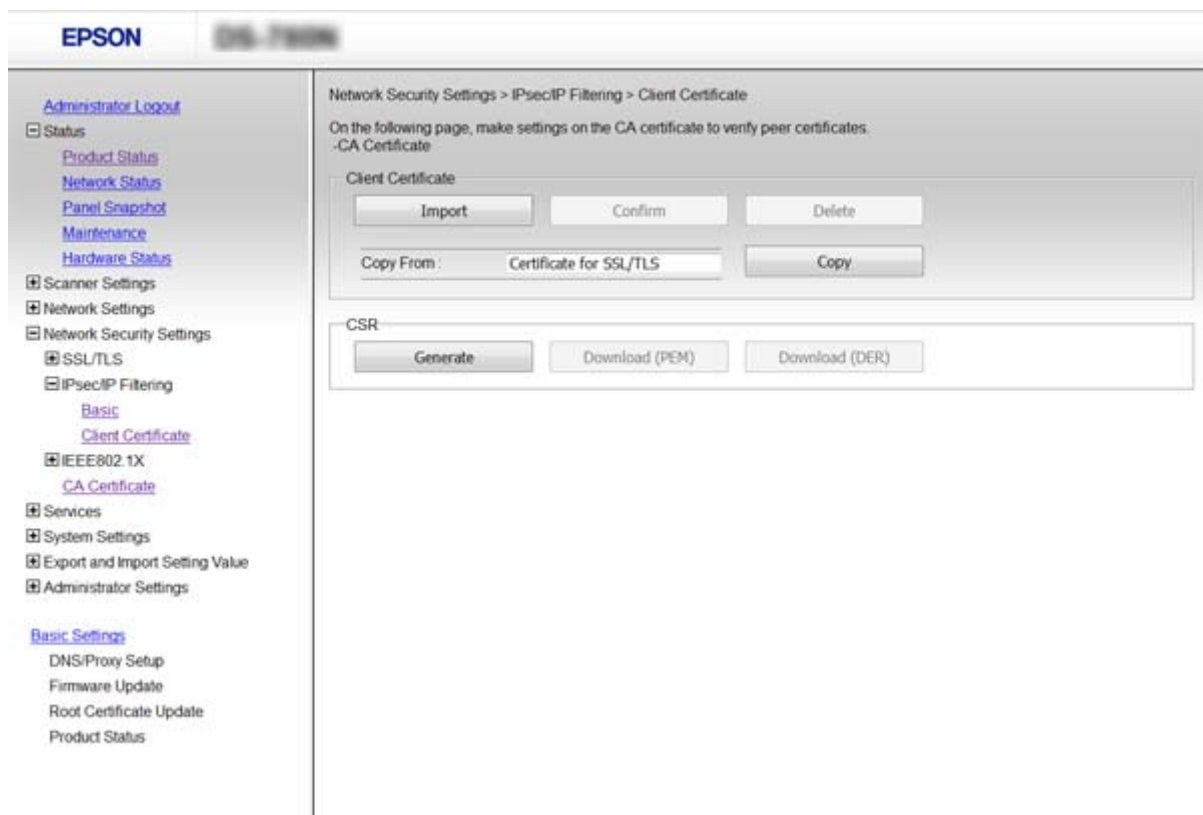 EPSON
Administrator Logout
Status
Product Status
Network Status
Panel Snapshot
Maintenance
Hardware Status
Scanner Settings
Network Settings
Network Security Settings
SSL/TLS
IPsec/IP Filtering
Basic
Client Certificate
IEEE802.1X
CA Certificate
Services
System Settings
Export and Import Setting Value
Administrator Settings
Basic Settings
DNS/Proxy Setup
Firmware Update
Root Certificate Update
Product Status
Network Security Settings > IPsec/IP Filtering > Client Certificate
On the following page, make settings on the CA certificate to verify peer certificates.
-CA Certificate
Client Certificate
Import Confirm Delete
Copy From : Certificate for SSL/TLS Copy
CSR
Generate Download (PEM) Download (DER)